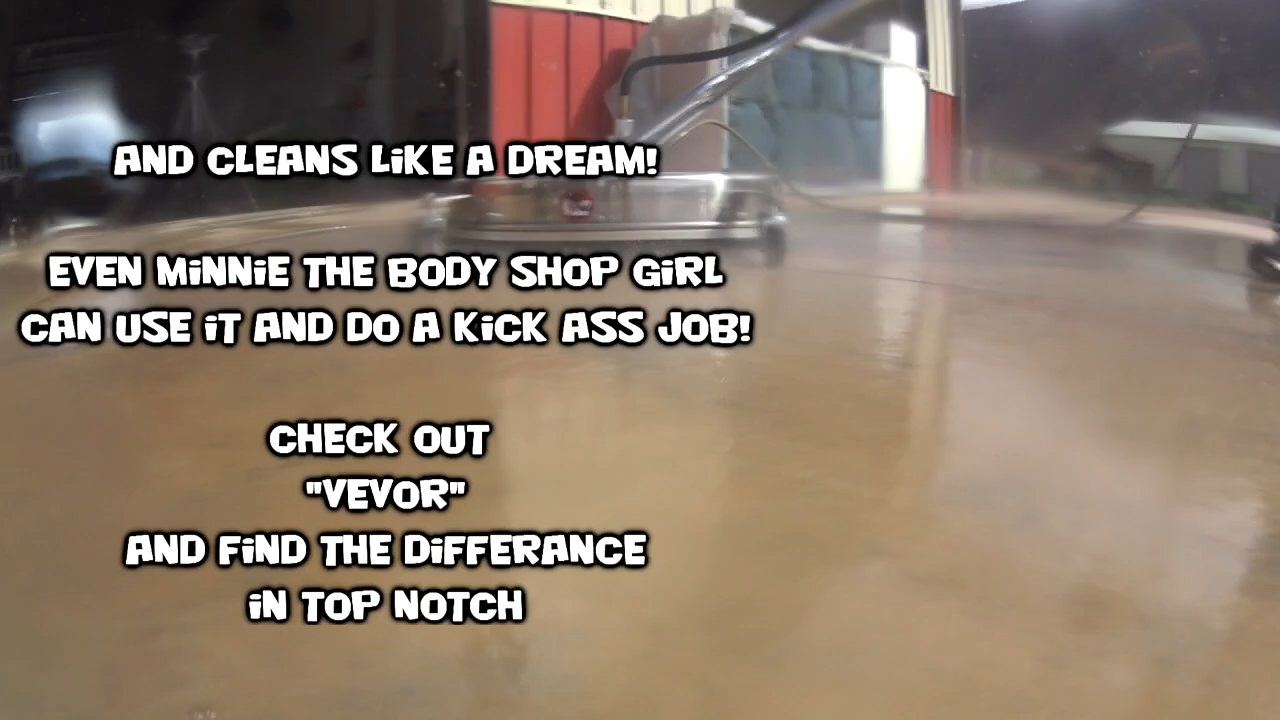 AND CLEANS LiKE A DREAM!
EVEN MiNNiE THE BODY SHOP GiRL
CAN USE iT AND DO A KiCK ASS JOB!
CHECK OUT
"VEVOR"
AND FiND THE DiFFERANCE
iN TOP NOTCH